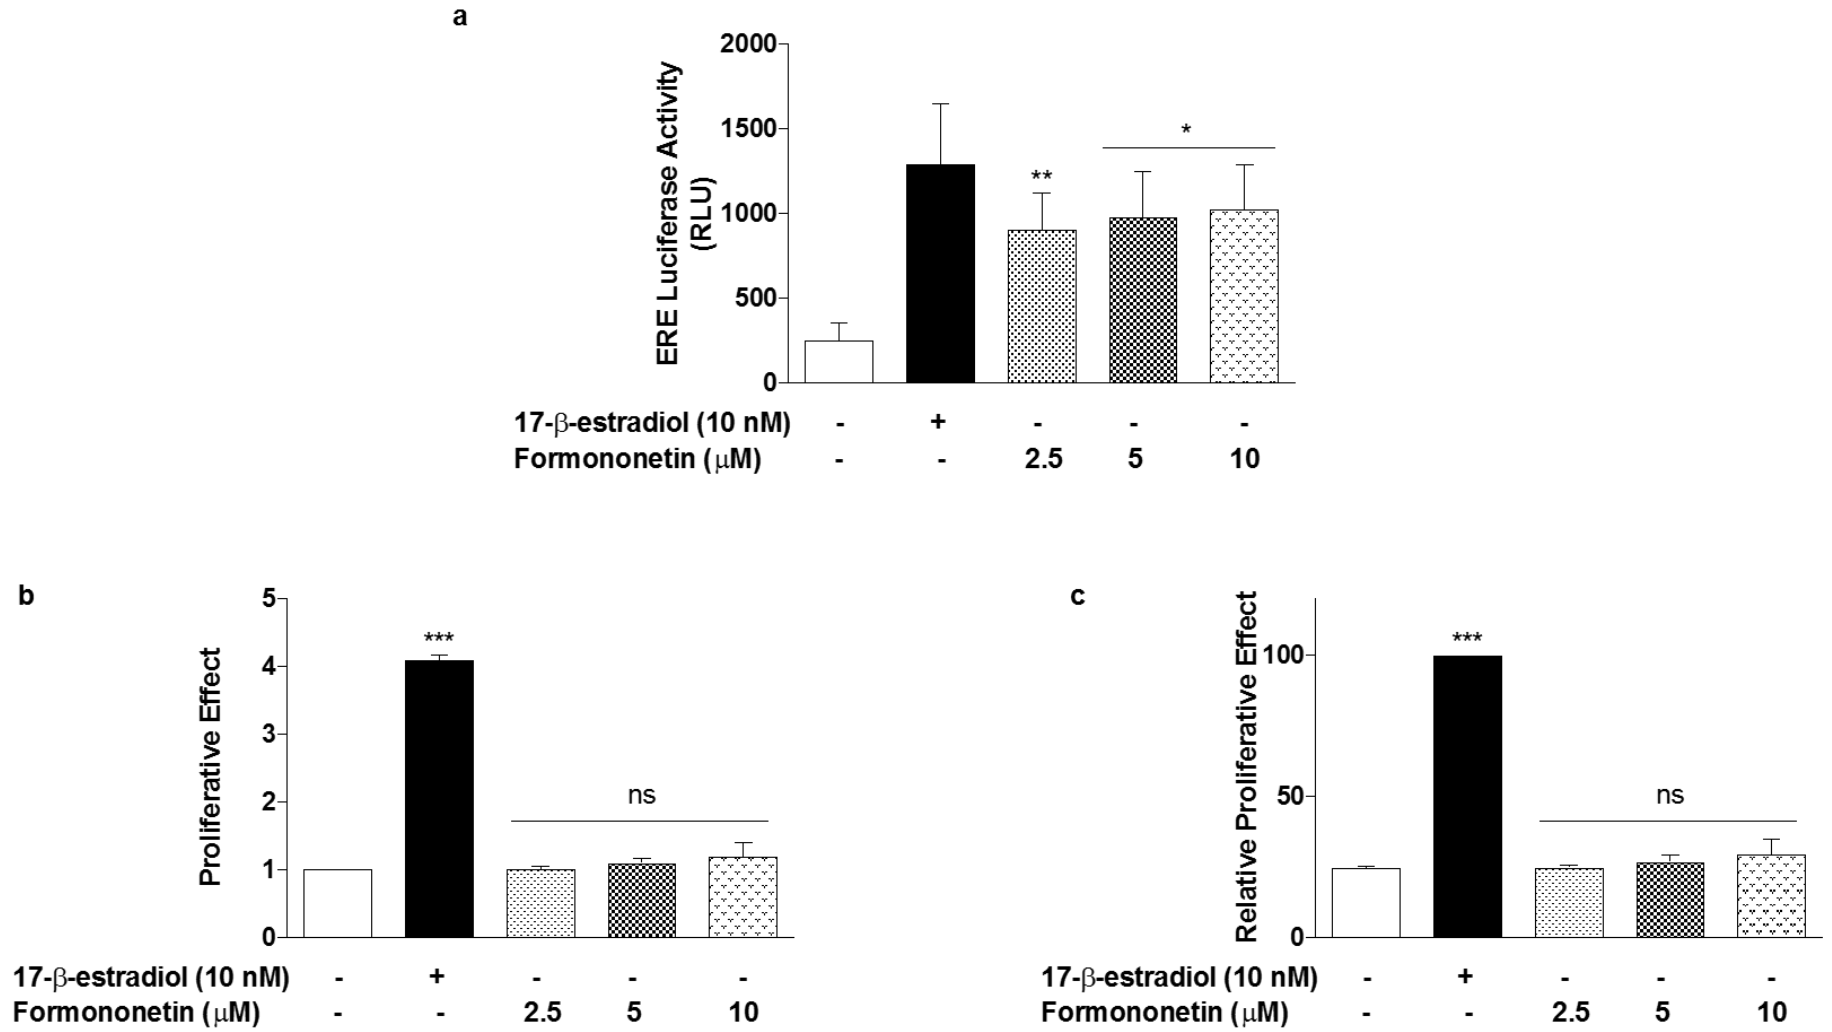 a
ERE Luciferase Activity
(RLU)
2000
1500
1000
500
0
**
*
17-β-estradiol (10 nM) - + - - -
Formononetin (μM) - - 2.5 5 10
b
Proliferative Effect
5
4
3
2
1
0
***
ns
17-β-estradiol (10 nM) - + - - -
Formononetin (μM) - - 2.5 5 10
c
Relative Proliferative Effect
100
50
0
***
ns
17-β-estradiol (10 nM) - + - - -
Formononetin (μM) - - 2.5 5 10